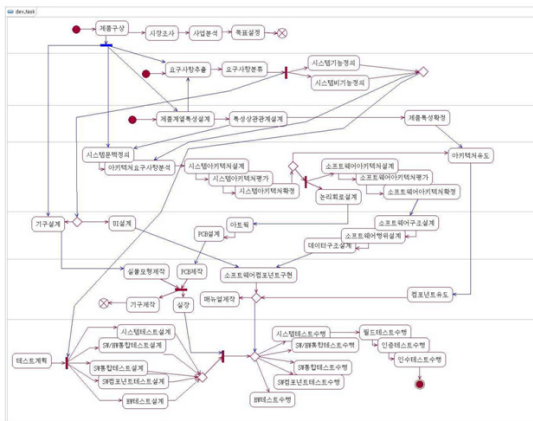 dev.task
제품구상
시장조사
사업분석
목표설정
요구사항추출
요구사항분류
시스템기능정의
시스템비기능정의
제품계열특성설계
특성상관관계설계
제품특성확정
시스템문맥정의
아키텍처요구사항분석
시스템아키텍처설계
시스템아키텍처평가
시스템아키텍처확정
소프트웨어아키텍처설계
소프트웨어아키텍처평가
소프트웨어아키텍처확정
논리회로설계
아키텍처유도
기구설계
UI설계
PCB설계
아트웍
소프트웨어구조설계
소프트웨어행위설계
데이터구조설계
실물모형제작
PCB제작
소프트웨어컴포넌트구현
기구제작
실장
매뉴얼제작
컴포넌트유도
테스트계획
시스템테스트설계
SW/HW통합테스트설계
SW통합테스트설계
SW컴포넌트테스트설계
HW테스트설계
시스템테스트수행
SW/HW통합테스트수행
SW통합테스트수행
SW컴포넌트테스트수행
HW테스트수행
필드테스트수행
인증테스트수행
인수테스트수행